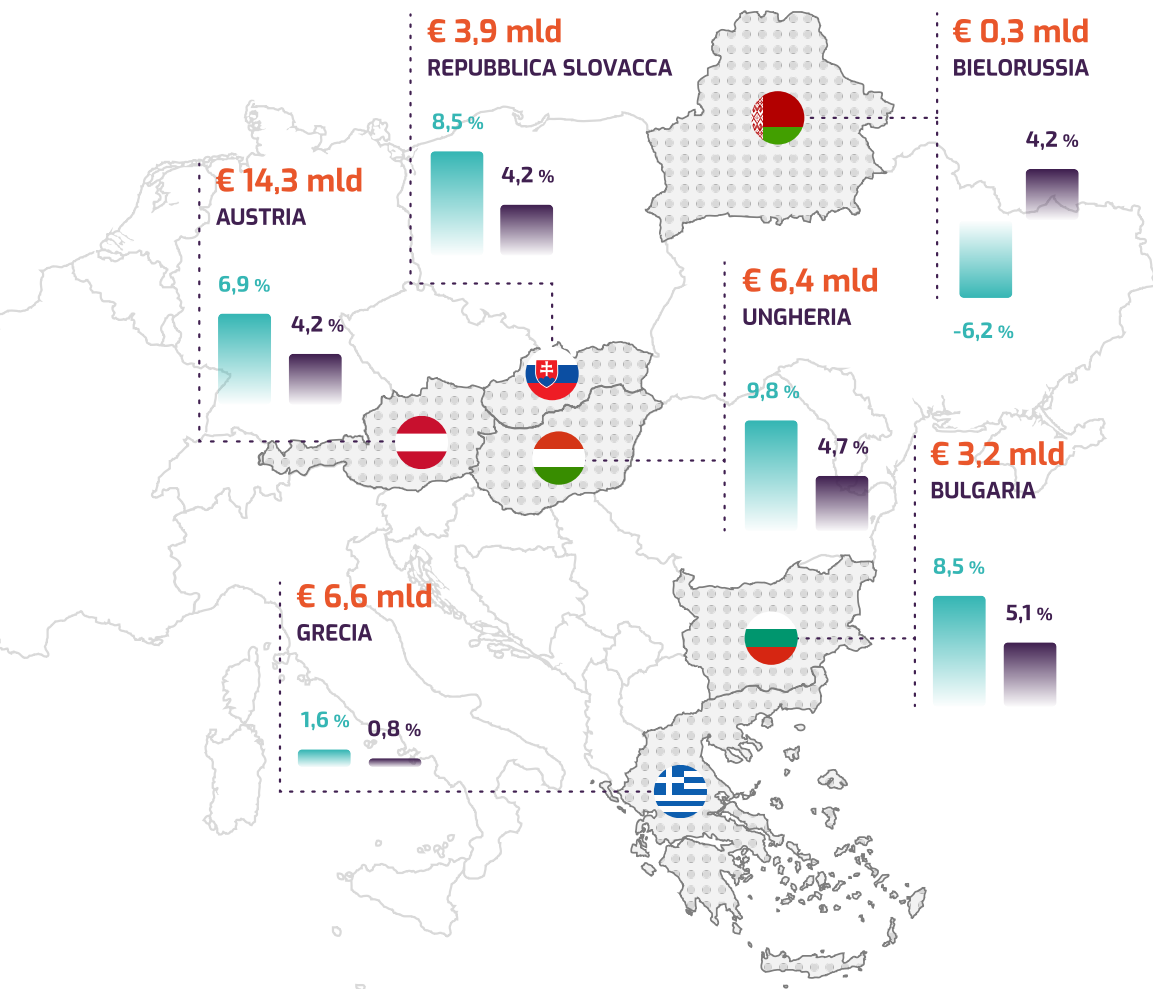 € 3,9 mld
REPUBBLICA SLOVACCA
8,5 %
4,2 %
€ 0,3 mld
BIELORUSSIA
4,2 %
-6,2 %
€ 14,3 mld
AUSTRIA
6,9 %
4,2 %
€ 6,4 mld
UNGHERIA
9,8 %
4,7 %
€ 3,2 mld
BULGARIA
8,5 %
5,1 %
€ 6,6 mld
GRECIA
1,6 %
0,8 %